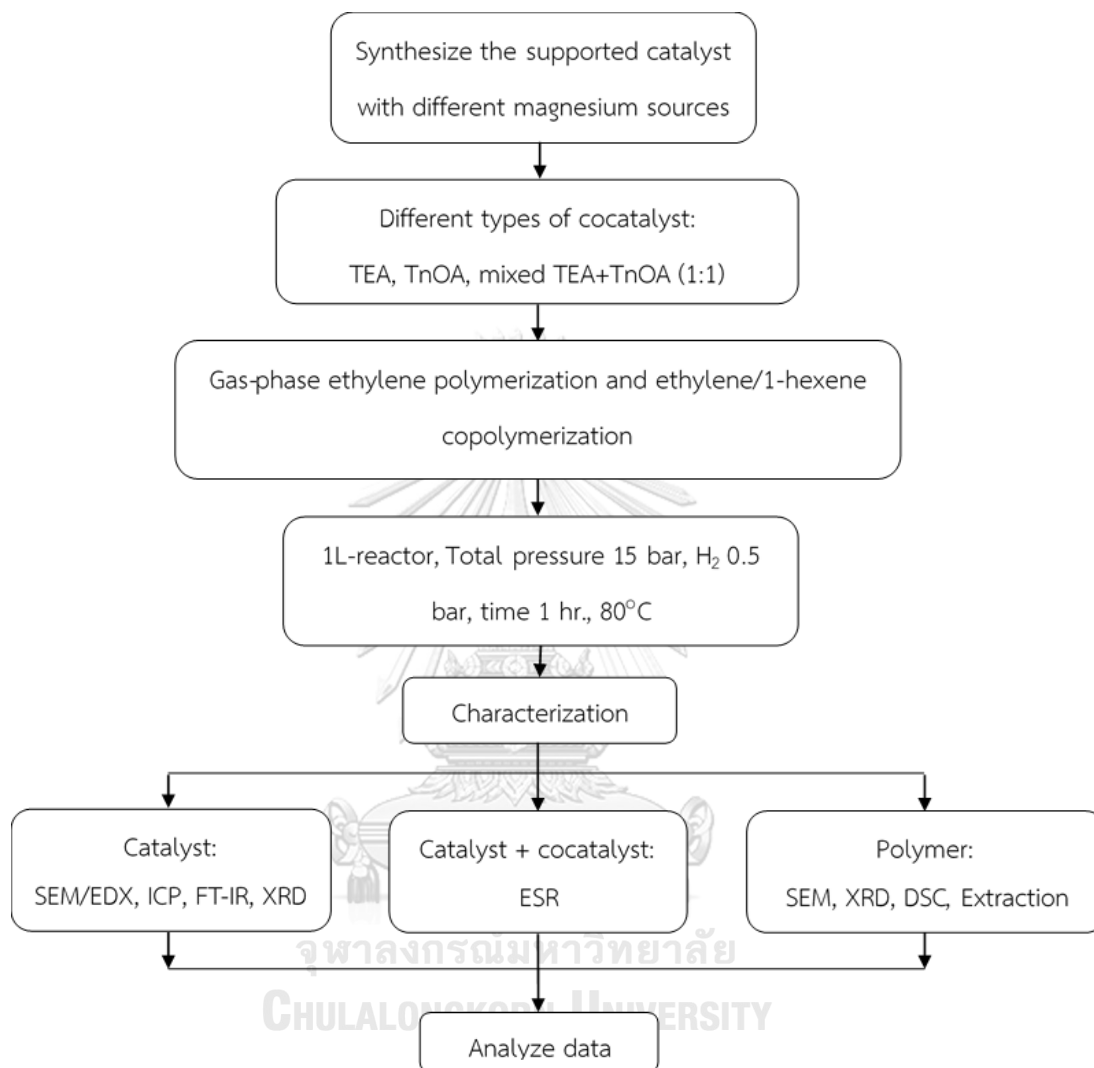 Synthesize the supported catalyst
with different magnesium sources
Different types of cocatalyst:
TEA, TnOA, mixed TEA+TnOA (1:1)
Gas-phase ethylene polymerization and ethylene/1-hexene
copolymerization
1L-reactor, Total pressure 15 bar, H₂ 0.5
bar, time 1 hr., 80°C
Characterization
Catalyst:
SEM/EDX, ICP, FT-IR, XRD
Catalyst + cocatalyst:
ESR
Polymer:
SEM, XRD, DSC, Extraction
จุฬาลงกรณ์มหาวิทยาลัย
CHULALONGKORN UNIVERSITY
Analyze data